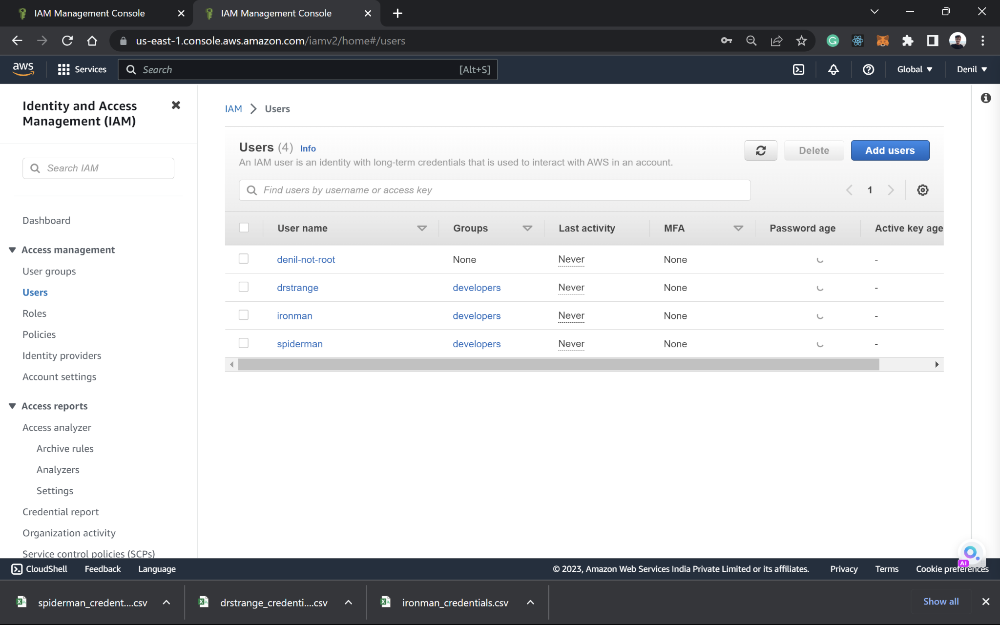 IAM Management Console
IAM Management Console
us-east-1.console.aws.amazon.com/iamv2/home#/users
aws
Services
Search
[Alt+S]
Global
Denil
Identity and Access
Management (IAM)
Search IAM
Dashboard
Access management
User groups
Users
Roles
Policies
Identity providers
Account settings
Access reports
Access analyzer
Archive rules
Analyzers
Settings
Credential report
Organization activity
Service control policies (SCPs)
IAM > Users
Users (4) Info
An IAM user is an identity with long-term credentials that is used to interact with AWS in an account.
Delete
Add users
Find users by username or access key
1
User name Groups Last activity MFA Password age Active key age
denil-not-root None Never None -
drstrange developers Never None -
ironman developers Never None -
spiderman developers Never None -
AI
CloudShell Feedback Language
© 2023, Amazon Web Services India Private Limited or its affiliates. Privacy Terms Cookie preferences
spiderman_credent....csv
drstrange_credenti....csv
ironman_credentials.csv
Show all